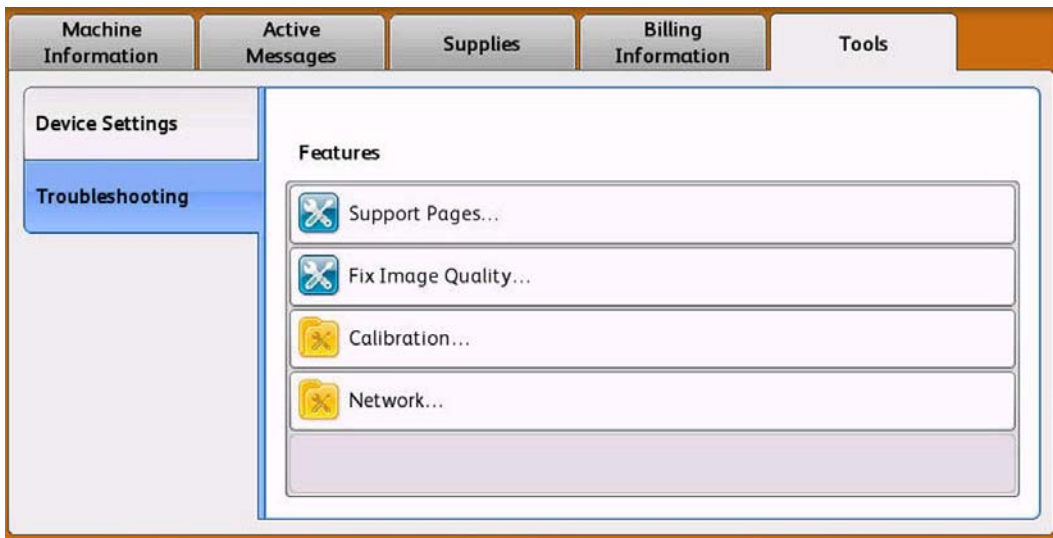 Machine
Information
Active
Messages
Supplies
Billing
Information
Tools
Device Settings
Troubleshooting
Features
Support Pages...
Fix Image Quality...
Calibration...
Network...